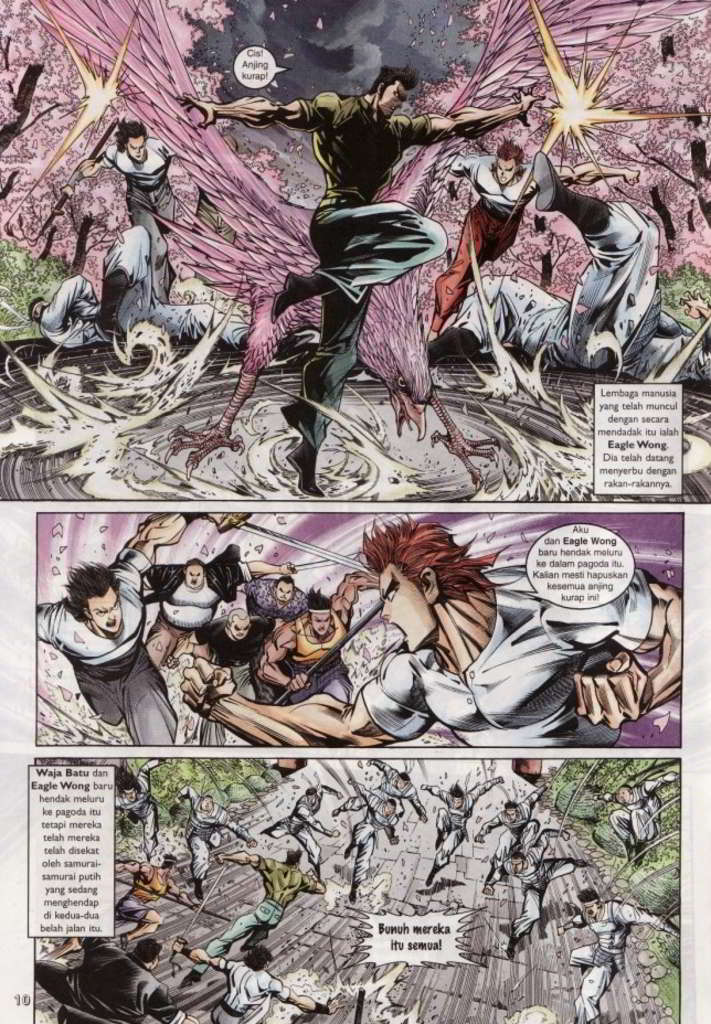 Cis!
Anjing
kurap!
Lembaga manusia
yang telah muncul
dengan secara
mendadak itu ialah
Eagle Wong.
Dia telah datang
menyerbu dengan
rakan-rakannya.
Aku
dan Eagle Wong
baru hendak meluru
ke dalam pagoda itu.
Kalian mesti hapuskan
kesemua anjing
kurap ini!
Waja Batu dan
Eagle Wong baru
hendak meluru
ke pagoda itu
tetapi mereka
telah disekat
oleh samurai-
samurai putih
yang sedang
menghendap
di kedua-dua
belah jalan itu.
Bunuh mereka
itu semua!
10